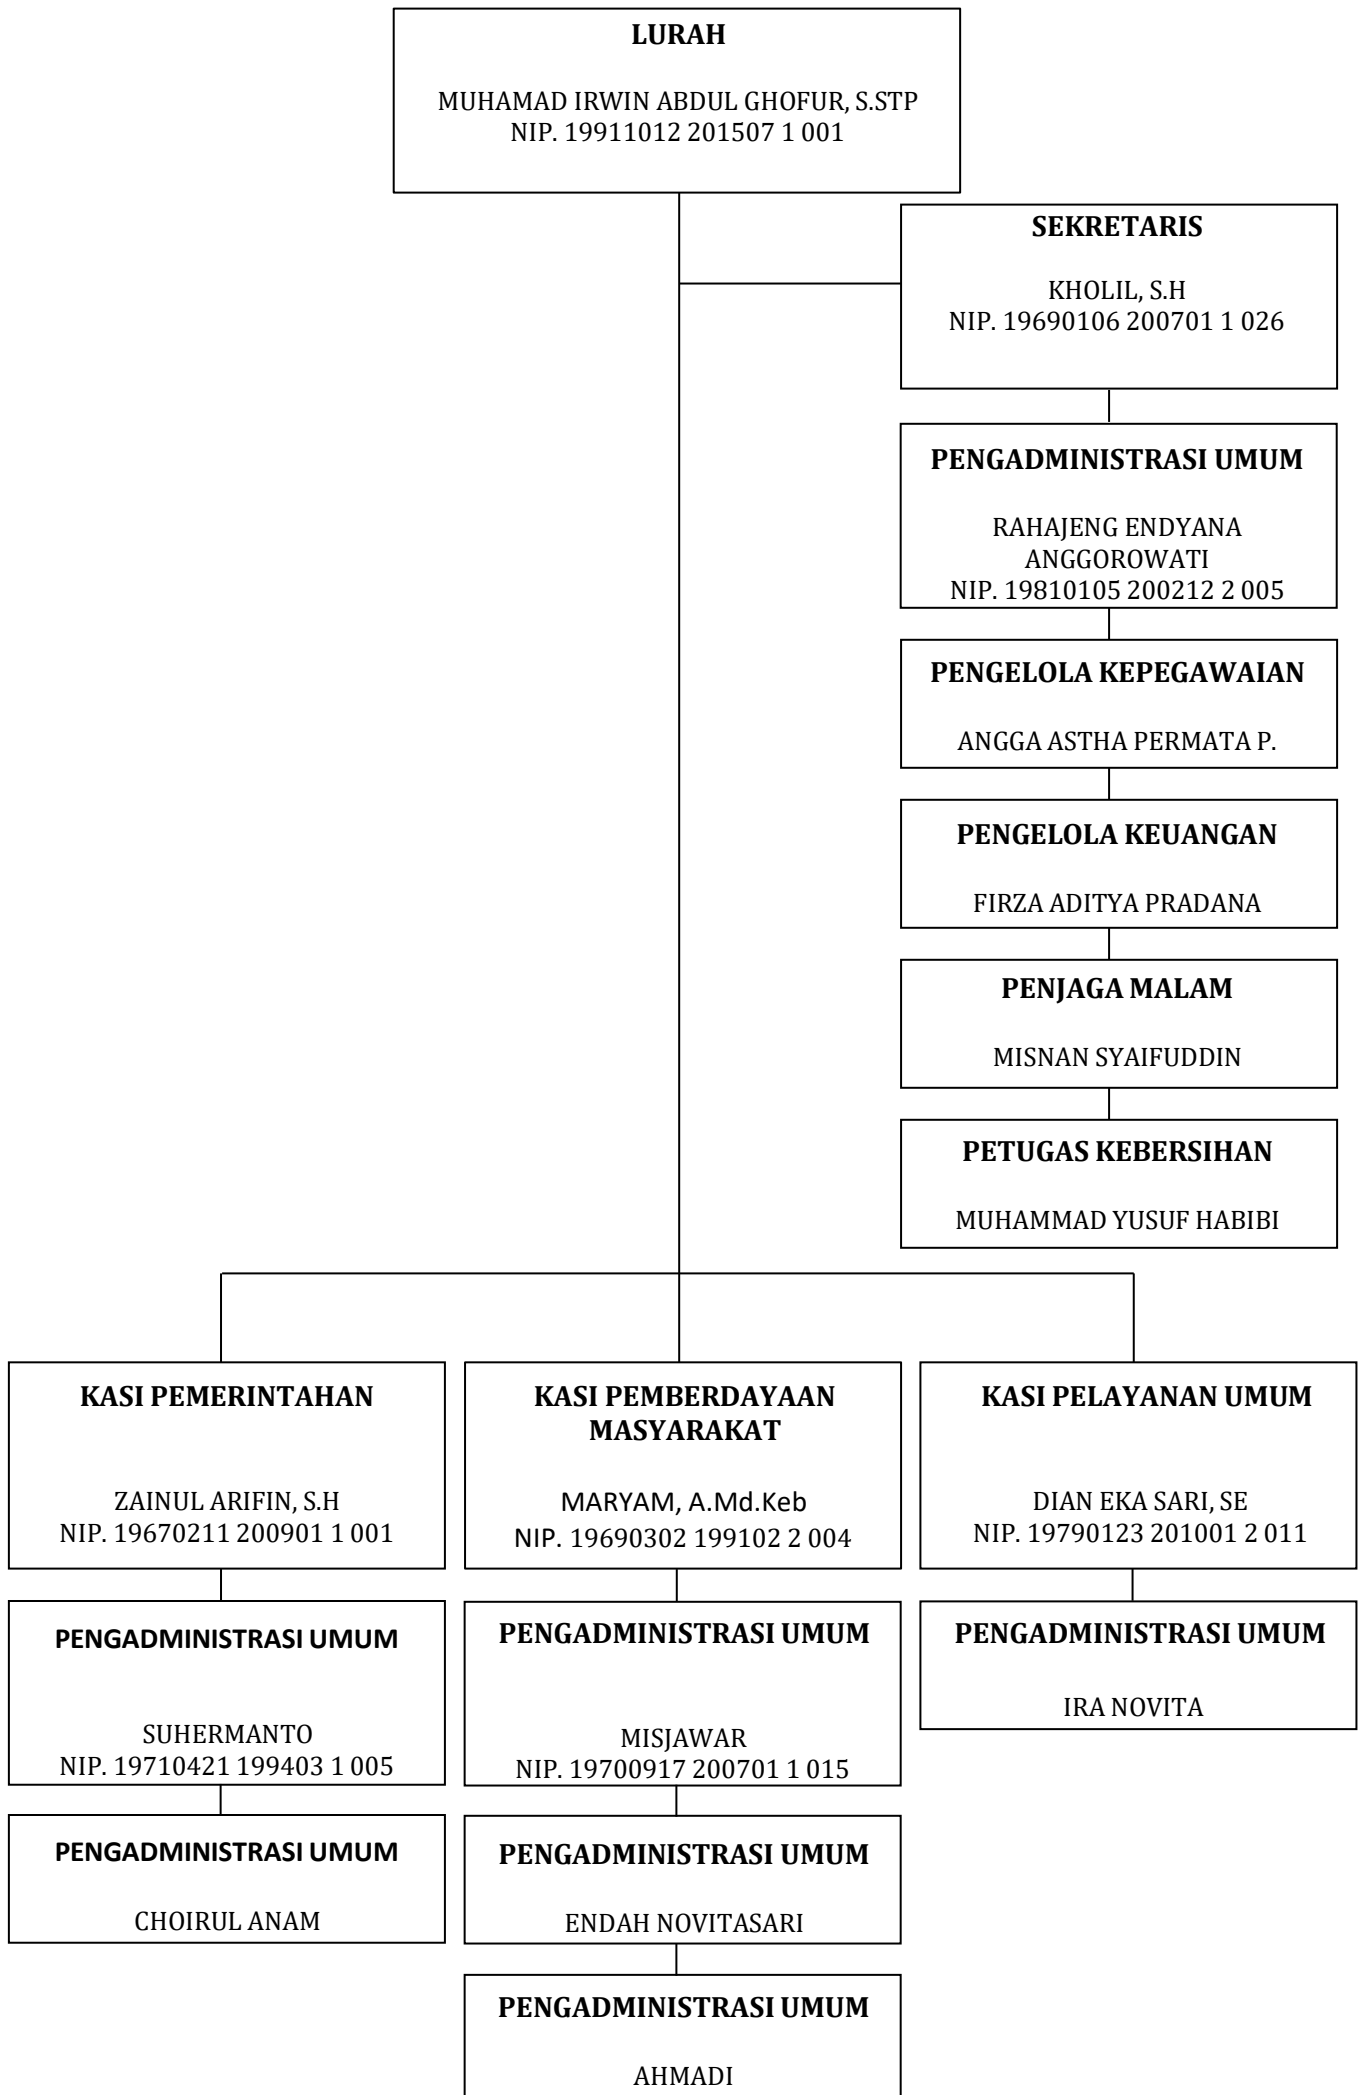 LURAH
MUHAMAD IRWIN ABDUL GHOFUR, S.STP
NIP. 19911012 201507 1 001
SEKRETARIS
KHOLIL, S.H
NIP. 19690106 200701 1 026
PENGADMINISTRASI UMUM
RAHAJENG ENDYANA
ANGGOROWATI
NIP. 19810105 200212 2 005
PENGELOLA KEPEGAWAIAN
ANGGA ASTHA PERMATA P.
PENGELOLA KEUANGAN
FIRZA ADITYA PRADANA
PENJAGA MALAM
MISNAN SYAIFUDDIN
PETUGAS KEBERSIHAN
MUHAMMAD YUSUF HABIBI
KASI PEMERINTAHAN
ZAINUL ARIFIN, S.H
NIP. 19670211 200901 1 001
PENGADMINISTRASI UMUM
SUHERMANTO
NIP. 19710421 199403 1 005
PENGADMINISTRASI UMUM
CHOIRUL ANAM
KASI PEMBERDAYAAN
MASYARAKAT
MARYAM, A.Md.Keb
NIP. 19690302 199102 2 004
PENGADMINISTRASI UMUM
MISJAWAR
NIP. 19700917 200701 1 015
PENGADMINISTRASI UMUM
ENDAH NOVITASARI
PENGADMINISTRASI UMUM
AHMADI
KASI PELAYANAN UMUM
DIAN EKA SARI, SE
NIP. 19790123 201001 2 011
PENGADMINISTRASI UMUM
IRA NOVITA